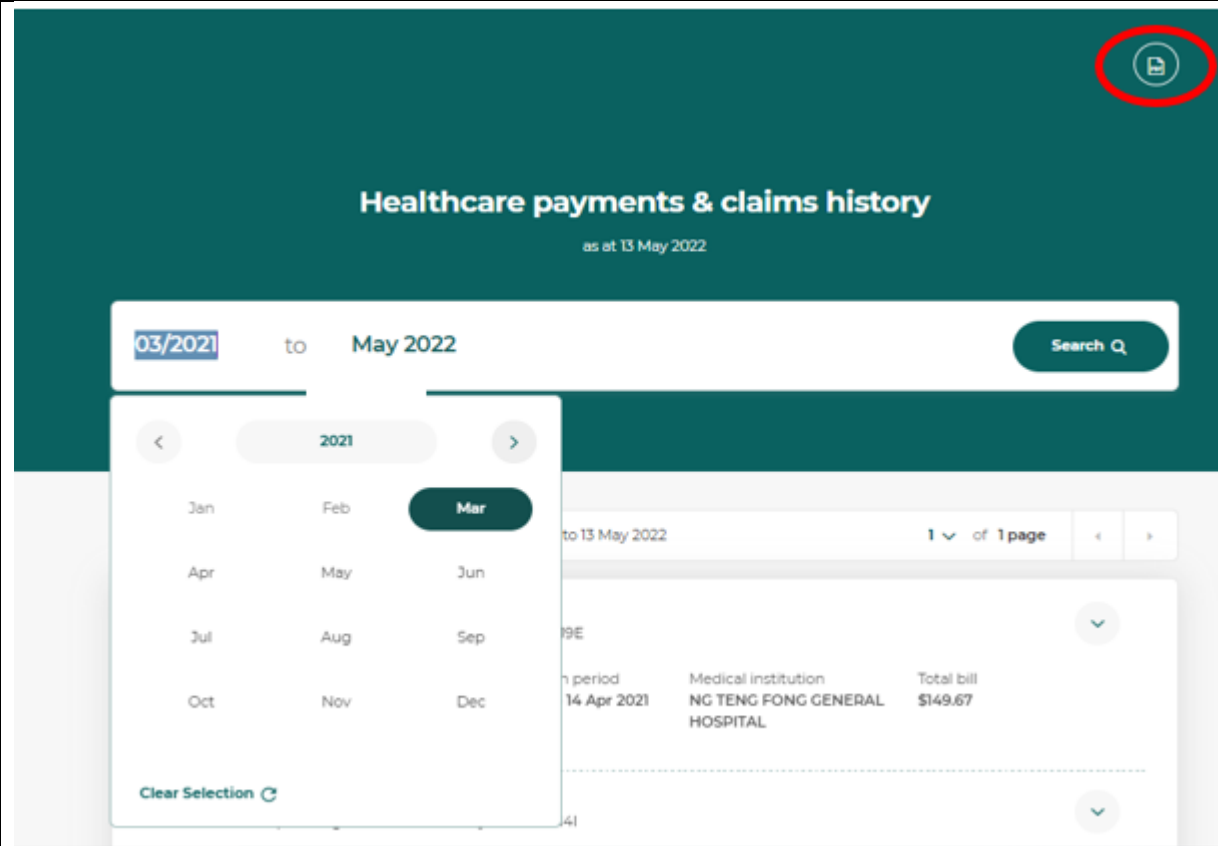 Healthcare payments & claims history
as at 13 May 2022
03/2021 to May 2022 Search
2021
Jan Feb Mar
to 13 May 2022 1 of 1 page
Apr May Jun
Jul Aug Sep
19E
n period Medical institution Total bill
Oct Nov Dec
14 Apr 2021 NG TENG FONG GENERAL $149.67
HOSPITAL
Clear Selection